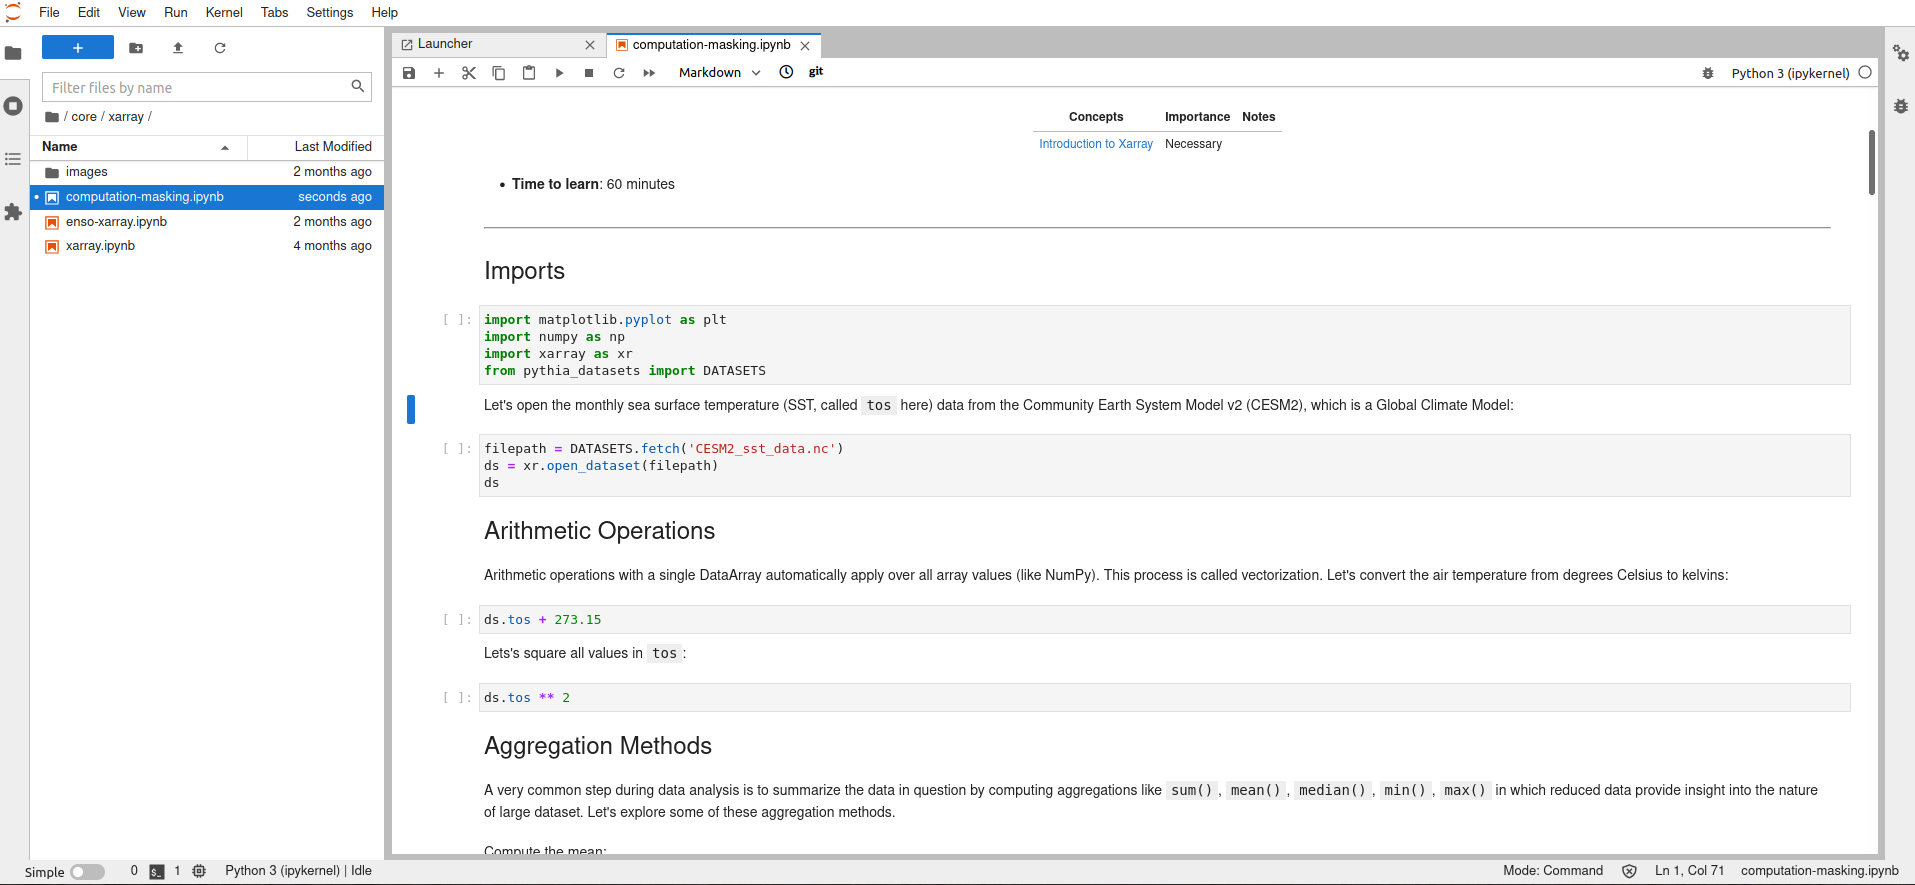 File Edit View Run Kernel Tabs Settings Help
Filter files by name
/ core / xarray /
Name Last Modified
images 2 months ago
computation-masking.ipynb seconds ago
enso-xarray.ipynb 2 months ago
xarray.ipynb 4 months ago
Launcher computation-masking.ipynb
Markdown git Python 3 (ipykernel)
Concepts Importance Notes
Introduction to Xarray Necessary
• Time to learn: 60 minutes
Imports
[ ]: import matplotlib.pyplot as plt
import numpy as np
import xarray as xr
from pythia_datasets import DATASETS
Let's open the monthly sea surface temperature (SST, called tos here) data from the Community Earth System Model v2 (CESM2), which is a Global Climate Model:
[ ]: filepath = DATASETS.fetch('CESM2_sst_data.nc')
ds = xr.open_dataset(filepath)
ds
Arithmetic Operations
Arithmetic operations with a single DataArray automatically apply over all array values (like NumPy). This process is called vectorization. Let's convert the air temperature from degrees Celsius to kelvins:
[ ]: ds.tos + 273.15
Lets's square all values in tos :
[ ]: ds.tos ** 2
Aggregation Methods
A very common step during data analysis is to summarize the data in question by computing aggregations like sum() , mean() , median() , min() , max() in which reduced data provide insight into the nature
of large dataset. Let's explore some of these aggregation methods.
Compute the mean:
Simple 0 $_ 1 Python 3 (ipykernel) | Idle Mode: Command Ln 1, Col 71 computation-masking.ipynb